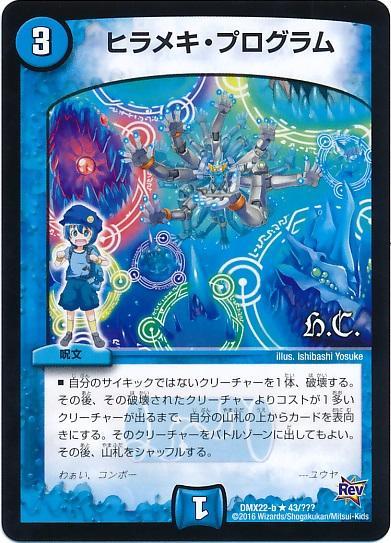 3
ヒラメキ・プログラム
H.C.
呪文
illus. Ishibashi Yosuke
■自分のサイキックではないクリーチャーを1体、破壊する。
その後、その破壊されたクリーチャーよりコストが1多い
クリーチャーが出るまで、自分の山札の上からカードを表向
きにする。そのクリーチャーをバトルゾーンに出してもよい。
その後、山札をシャッフルする。
わぁい、コンボー ---ユウヤ
Rev
1
DMX22-b ★ 43/???
©2016 Wizards/Shogakukan/Mitsui-Kids